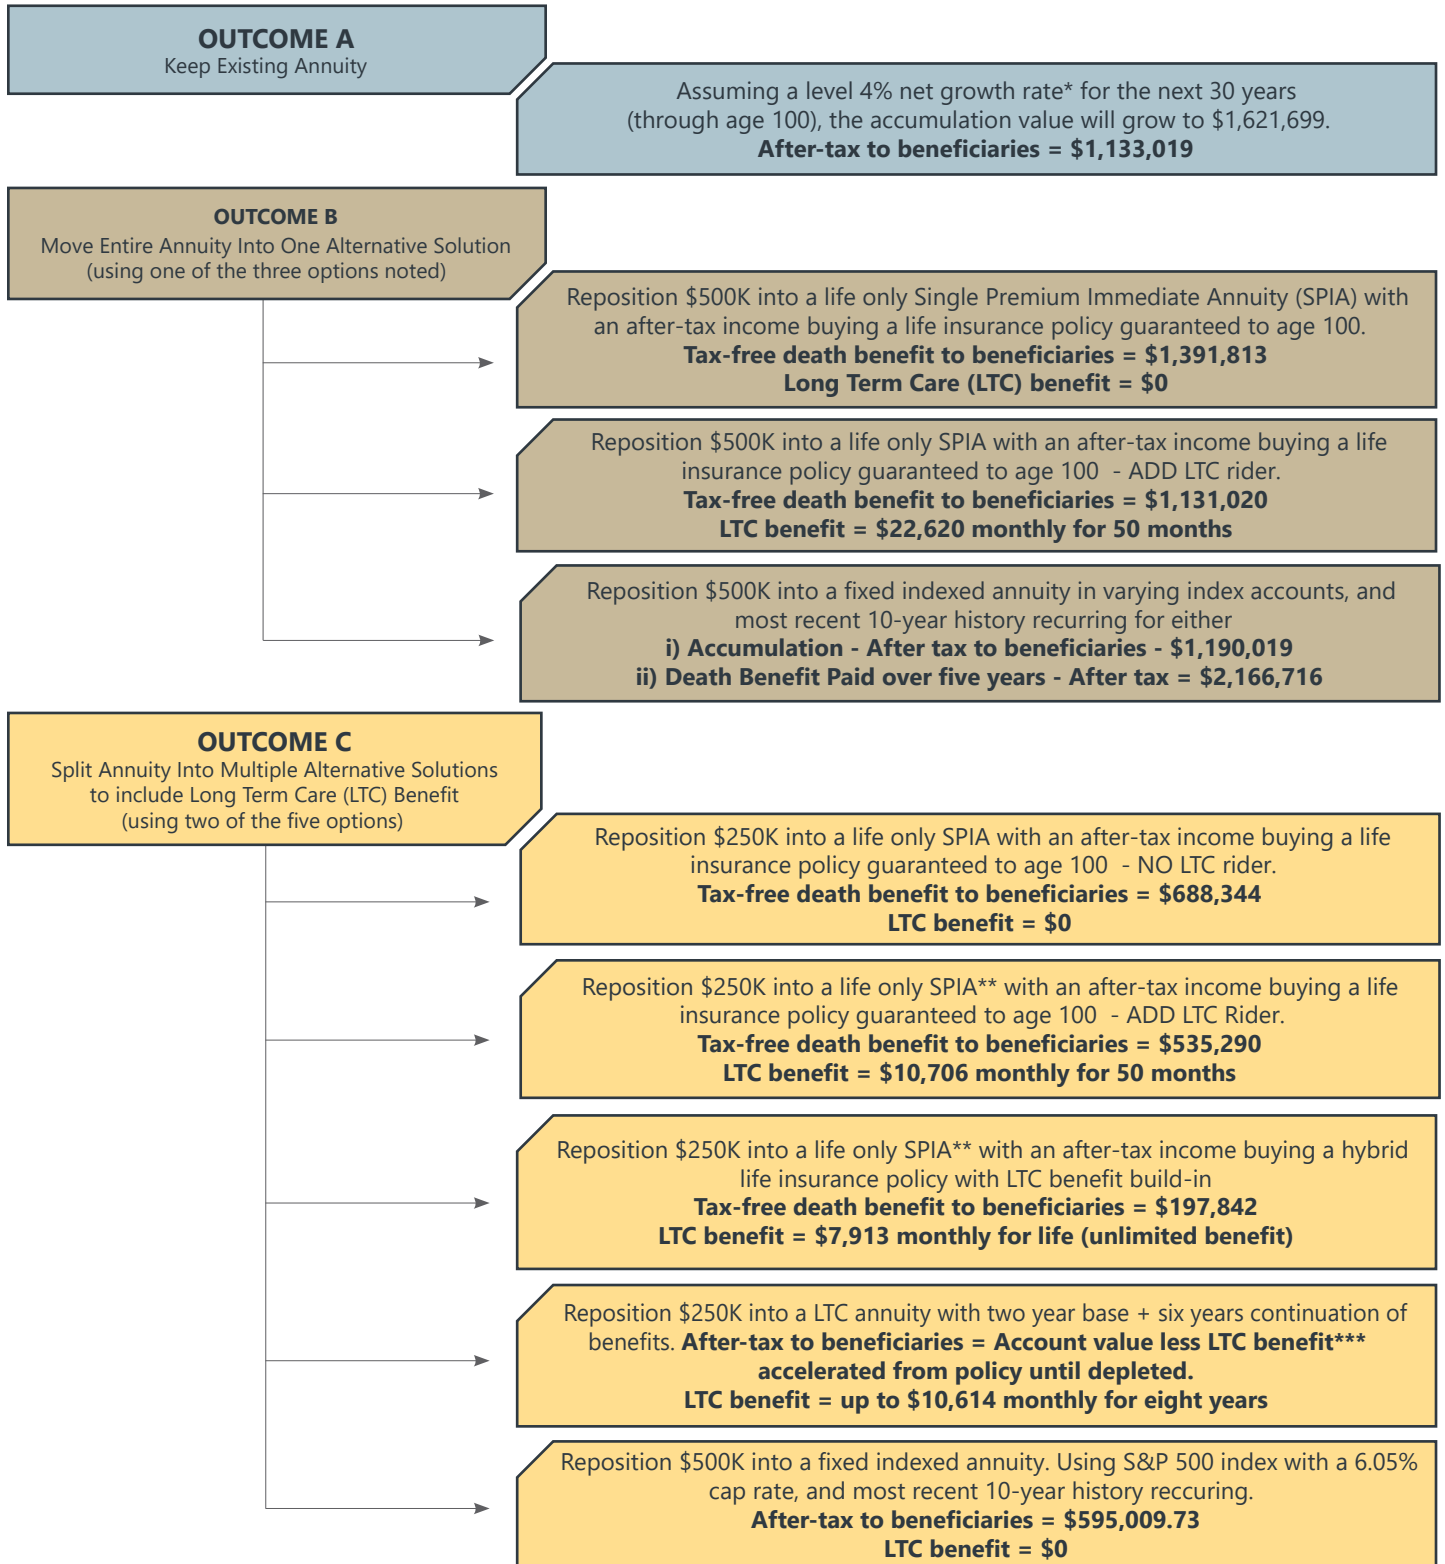 OUTCOME A
Keep Existing Annuity
Assuming a level 4% net growth rate* for the next 30 years
(through age 100), the accumulation value will grow to $1,621,699.
After-tax to beneficiaries = $1,133,019
OUTCOME B
Move Entire Annuity Into One Alternative Solution
(using one of the three options noted)
Reposition $500K into a life only Single Premium Immediate Annuity (SPIA) with
an after-tax income buying a life insurance policy guaranteed to age 100.
Tax-free death benefit to beneficiaries = $1,391,813
Long Term Care (LTC) benefit = $0
Reposition $500K into a life only SPIA with an after-tax income buying a life
insurance policy guaranteed to age 100 - ADD LTC rider.
Tax-free death benefit to beneficiaries = $1,131,020
LTC benefit = $22,620 monthly for 50 months
Reposition $500K into a fixed indexed annuity in varying index accounts, and
most recent 10-year history recurring for either
i) Accumulation - After tax to beneficiaries - $1,190,019
ii) Death Benefit Paid over five years - After tax = $2,166,716
OUTCOME C
Split Annuity Into Multiple Alternative Solutions
to include Long Term Care (LTC) Benefit
(using two of the five options)
Reposition $250K into a life only SPIA with an after-tax income buying a life
insurance policy guaranteed to age 100 - NO LTC rider.
Tax-free death benefit to beneficiaries = $688,344
LTC benefit = $0
Reposition $250K into a life only SPIA** with an after-tax income buying a life
insurance policy guaranteed to age 100 - ADD LTC Rider.
Tax-free death benefit to beneficiaries = $535,290
LTC benefit = $10,706 monthly for 50 months
Reposition $250K into a life only SPIA** with an after-tax income buying a hybrid
life insurance policy with LTC benefit build-in
Tax-free death benefit to beneficiaries = $197,842
LTC benefit = $7,913 monthly for life (unlimited benefit)
Reposition $250K into a LTC annuity with two year base + six years continuation of
benefits. After-tax to beneficiaries = Account value less LTC benefit***
accelerated from policy until depleted.
LTC benefit = up to $10,614 monthly for eight years
Reposition $500K into a fixed indexed annuity. Using S&P 500 index with a 6.05%
cap rate, and most recent 10-year history reccuring.
After-tax to beneficiaries = $595,009.73
LTC benefit = $0